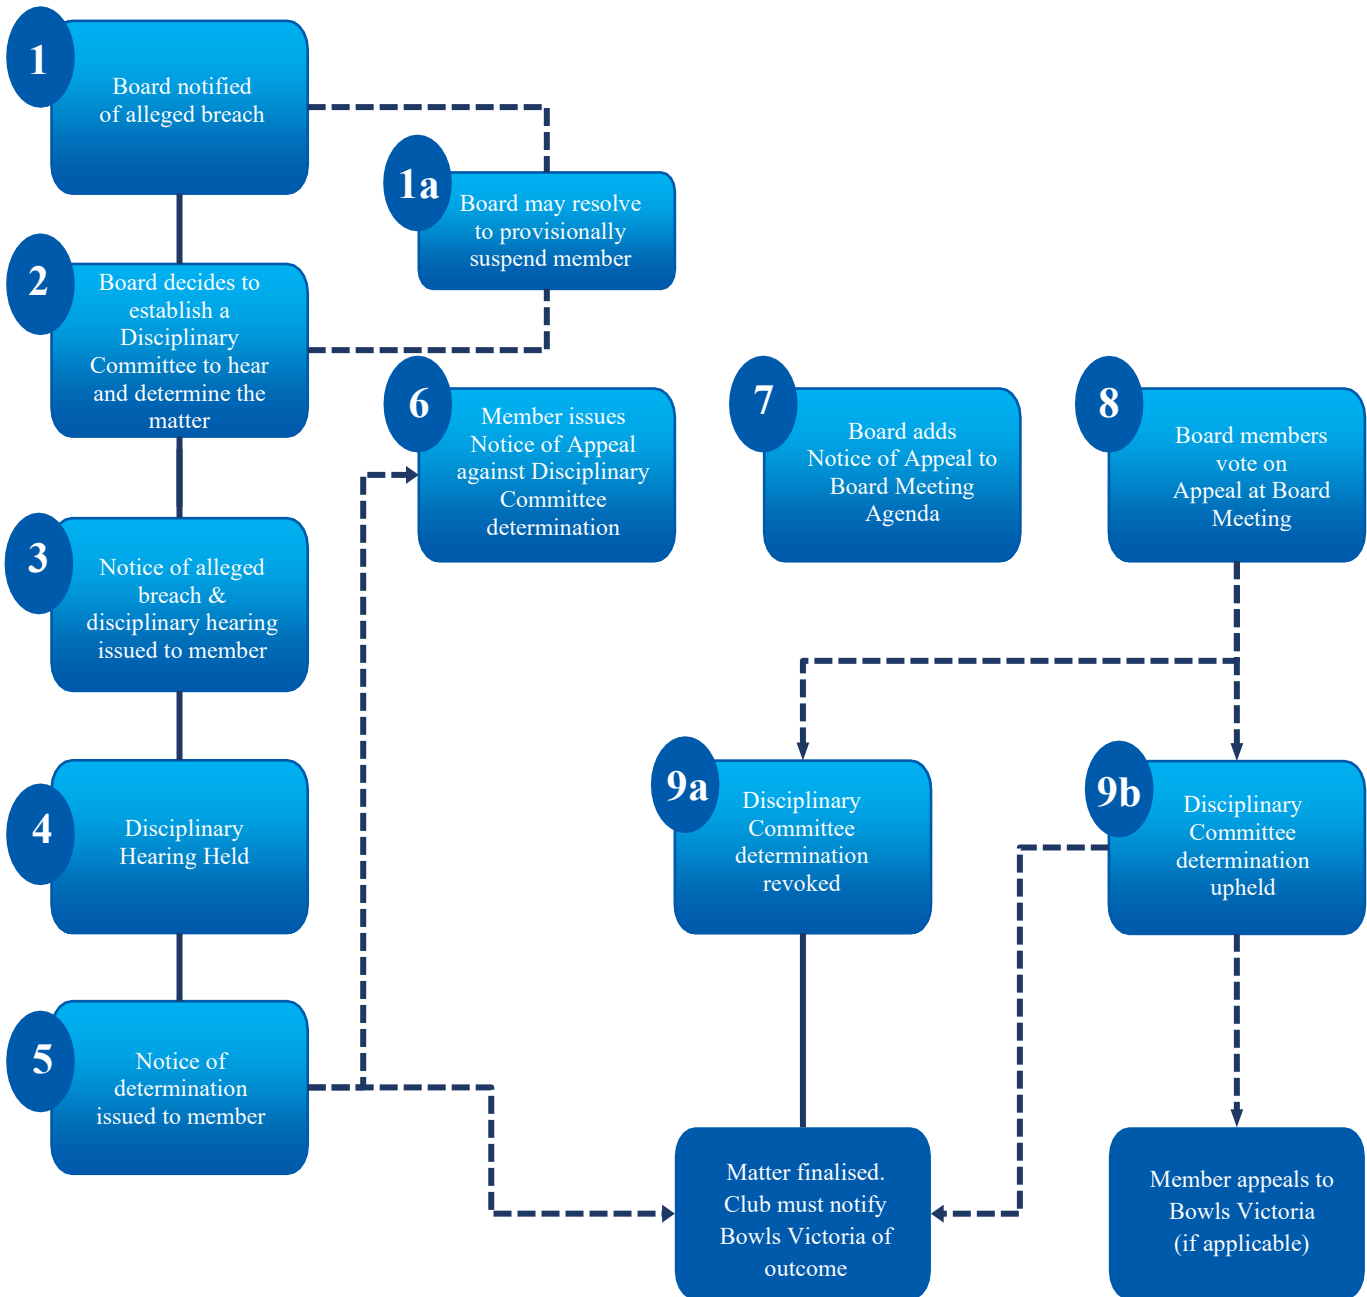 1
Board notified
of alleged breach
1a
Board may resolve
to provisionally
suspend member
2
Board decides to
establish a
Disciplinary
Committee to hear
and determine the
matter
3
Notice of alleged
breach &
disciplinary hearing
issued to member
4
Disciplinary
Hearing Held
5
Notice of
determination
issued to member
6
Member issues
Notice of Appeal
against Disciplinary
Committee
determination
7
Board adds
Notice of Appeal to
Board Meeting
Agenda
8
Board members
vote on
Appeal at Board
Meeting
9a
Disciplinary
Committee
determination
revoked
9b
Disciplinary
Committee
determination
upheld
Matter finalised.
Club must notify
Bowls Victoria of
outcome
Member appeals to
Bowls Victoria
(if applicable)